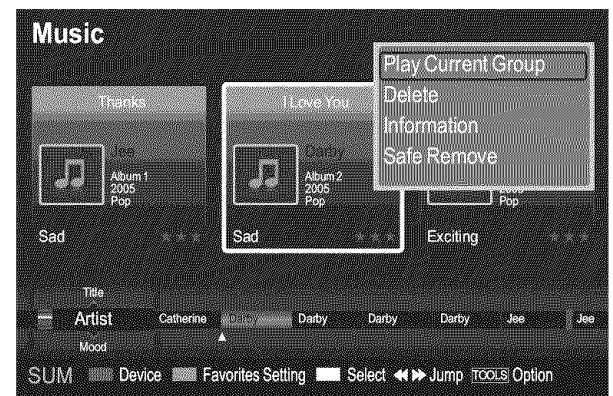 Music
Play Current Group
Delete
Information
Safe Remove
Thanks
I Love You
Jee
Album 1
2005
Pop
Darby
Album 2
2005
Pop
2005
Pop
Sad
Sad
Exciting
Title
Artist
Catherine Darby Darby Darby Darby Jee Jee
Mood
SUM Device Favorites Setting Select Jump TOOLS Option